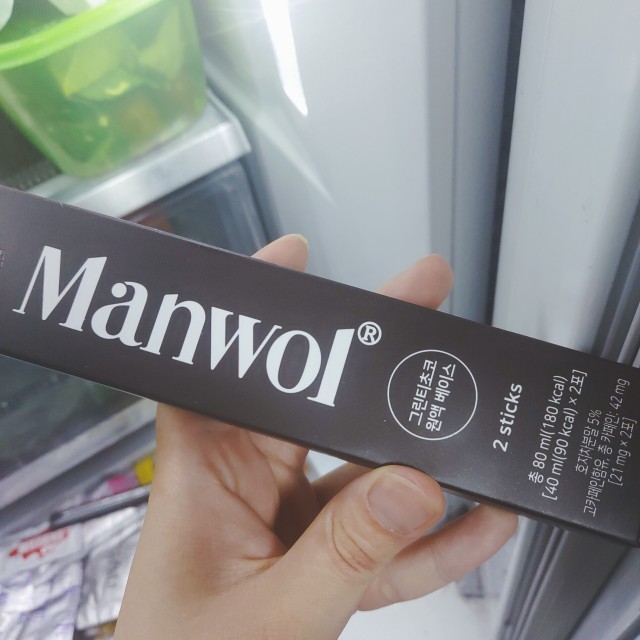 Manwol®
그린티초코
원액 베이스
2 sticks
총 80 ml(180 kcal)
[40 ml(90 kcal) × 2포]
호지차분말 5%
고카페인함유, 총 카페인: 42 mg
[21 mg × 2포]